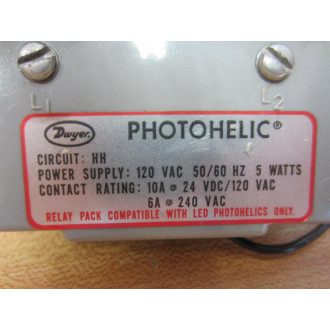 L1
L2
Dwyer®
PHOTOHELIC®
CIRCUIT: HH
POWER SUPPLY: 120 VAC 50/60 HZ 5 WATTS
CONTACT RATING: 10A @ 24 VDC/120 VAC
6A @ 240 VAC
RELAY PACK COMPATIBLE WITH LED PHOTOHELICS ONLY.